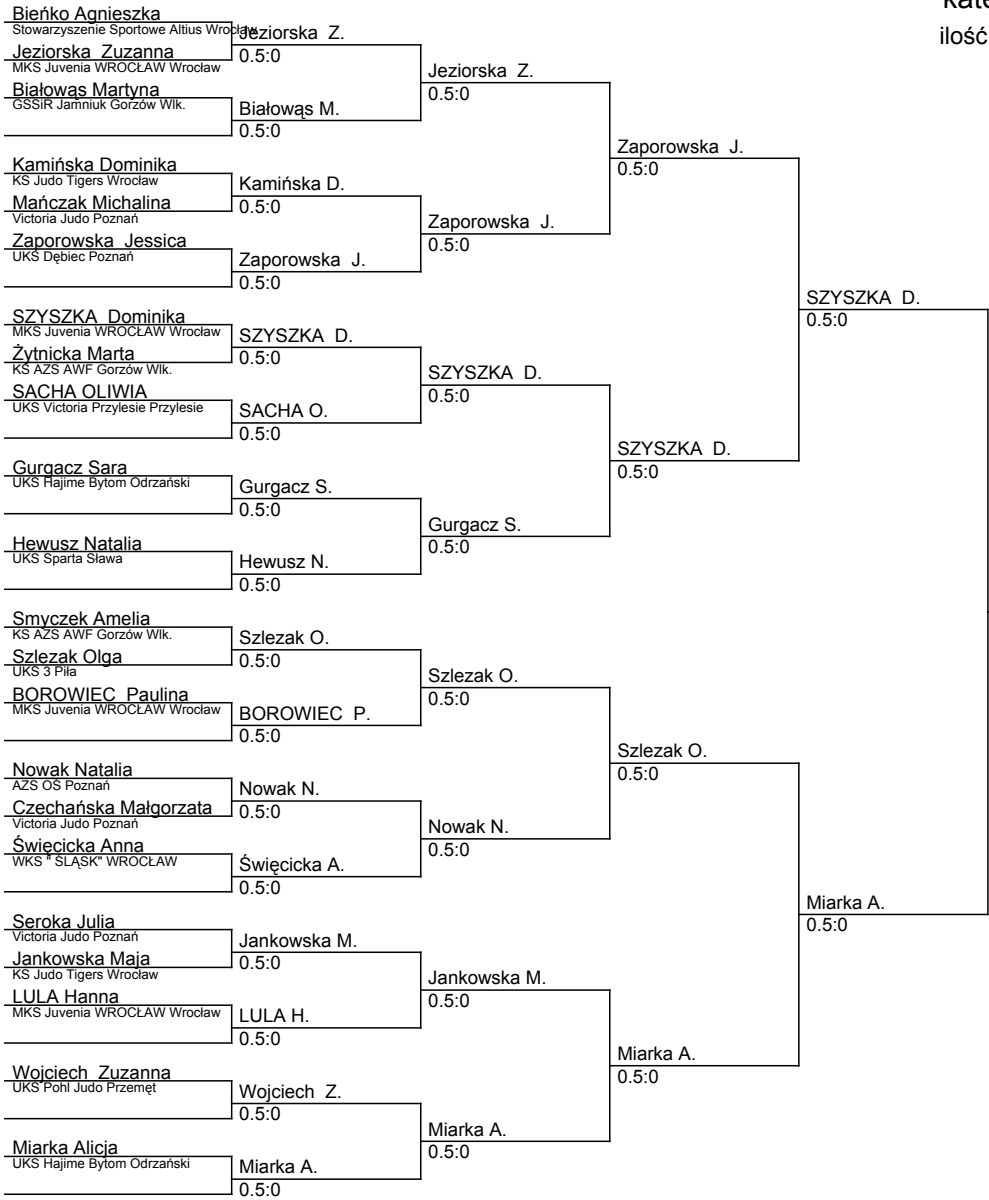 Bieńko Agnieszka
Stowarzyszenie Sportowe Altius Wrocław
Jeziorska Zuzanna
MKS Juvenia WROCŁAW Wrocław
Białowąs Martyna
GSSiR Jamniuk Gorzów Wlk.
Kamińska Dominika
KS Judo Tigers Wrocław
Mańczak Michalina
Victoria Judo Poznań
Zaporowska Jessica
UKS Dębiec Poznań
SZYSZKA Dominika
MKS Juvenia WROCŁAW Wrocław
Żytnicka Marta
KS AZS AWF Gorzów Wlk.
SACHA OLIWIA
UKS Victoria Przylesie Przylesie
Gurgacz Sara
UKS Hajime Bytom Odrzański
Hewusz Natalia
UKS Sparta Sława
Smyczek Amelia
KS AZS AWF Gorzów Wlk.
Szlezak Olga
UKS 3 Piła
BOROWIEC Paulina
MKS Juvenia WROCŁAW Wrocław
Nowak Natalia
AZS OŚ Poznań
Czechańska Małgorzata
Victoria Judo Poznań
Święcicka Anna
WKS " ŚLĄSK" WROCŁAW
Seroka Julia
Victoria Judo Poznań
Jankowska Maja
KS Judo Tigers Wrocław
LULA Hanna
MKS Juvenia WROCŁAW Wrocław
Wojciech Zuzanna
UKS Pohl Judo Przemęt
Miarka Alicja
UKS Hajime Bytom Odrzański
Jeziorska Z.
0.5:0
Białowąs M.
0.5:0
Kamińska D.
0.5:0
Zaporowska J.
0.5:0
SZYSZKA D.
0.5:0
SACHA O.
0.5:0
Gurgacz S.
0.5:0
Hewusz N.
0.5:0
Szlezak O.
0.5:0
BOROWIEC P.
0.5:0
Nowak N.
0.5:0
Święcicka A.
0.5:0
Jankowska M.
0.5:0
LULA H.
0.5:0
Wojciech Z.
0.5:0
Miarka A.
0.5:0
Jeziorska Z.
0.5:0
Zaporowska J.
0.5:0
SZYSZKA D.
0.5:0
Gurgacz S.
0.5:0
Szlezak O.
0.5:0
Nowak N.
0.5:0
Jankowska M.
0.5:0
Miarka A.
0.5:0
Zaporowska J.
0.5:0
SZYSZKA D.
0.5:0
Szlezak O.
0.5:0
Miarka A.
0.5:0
SZYSZKA D.
0.5:0
Miarka A.
0.5:0
ilość